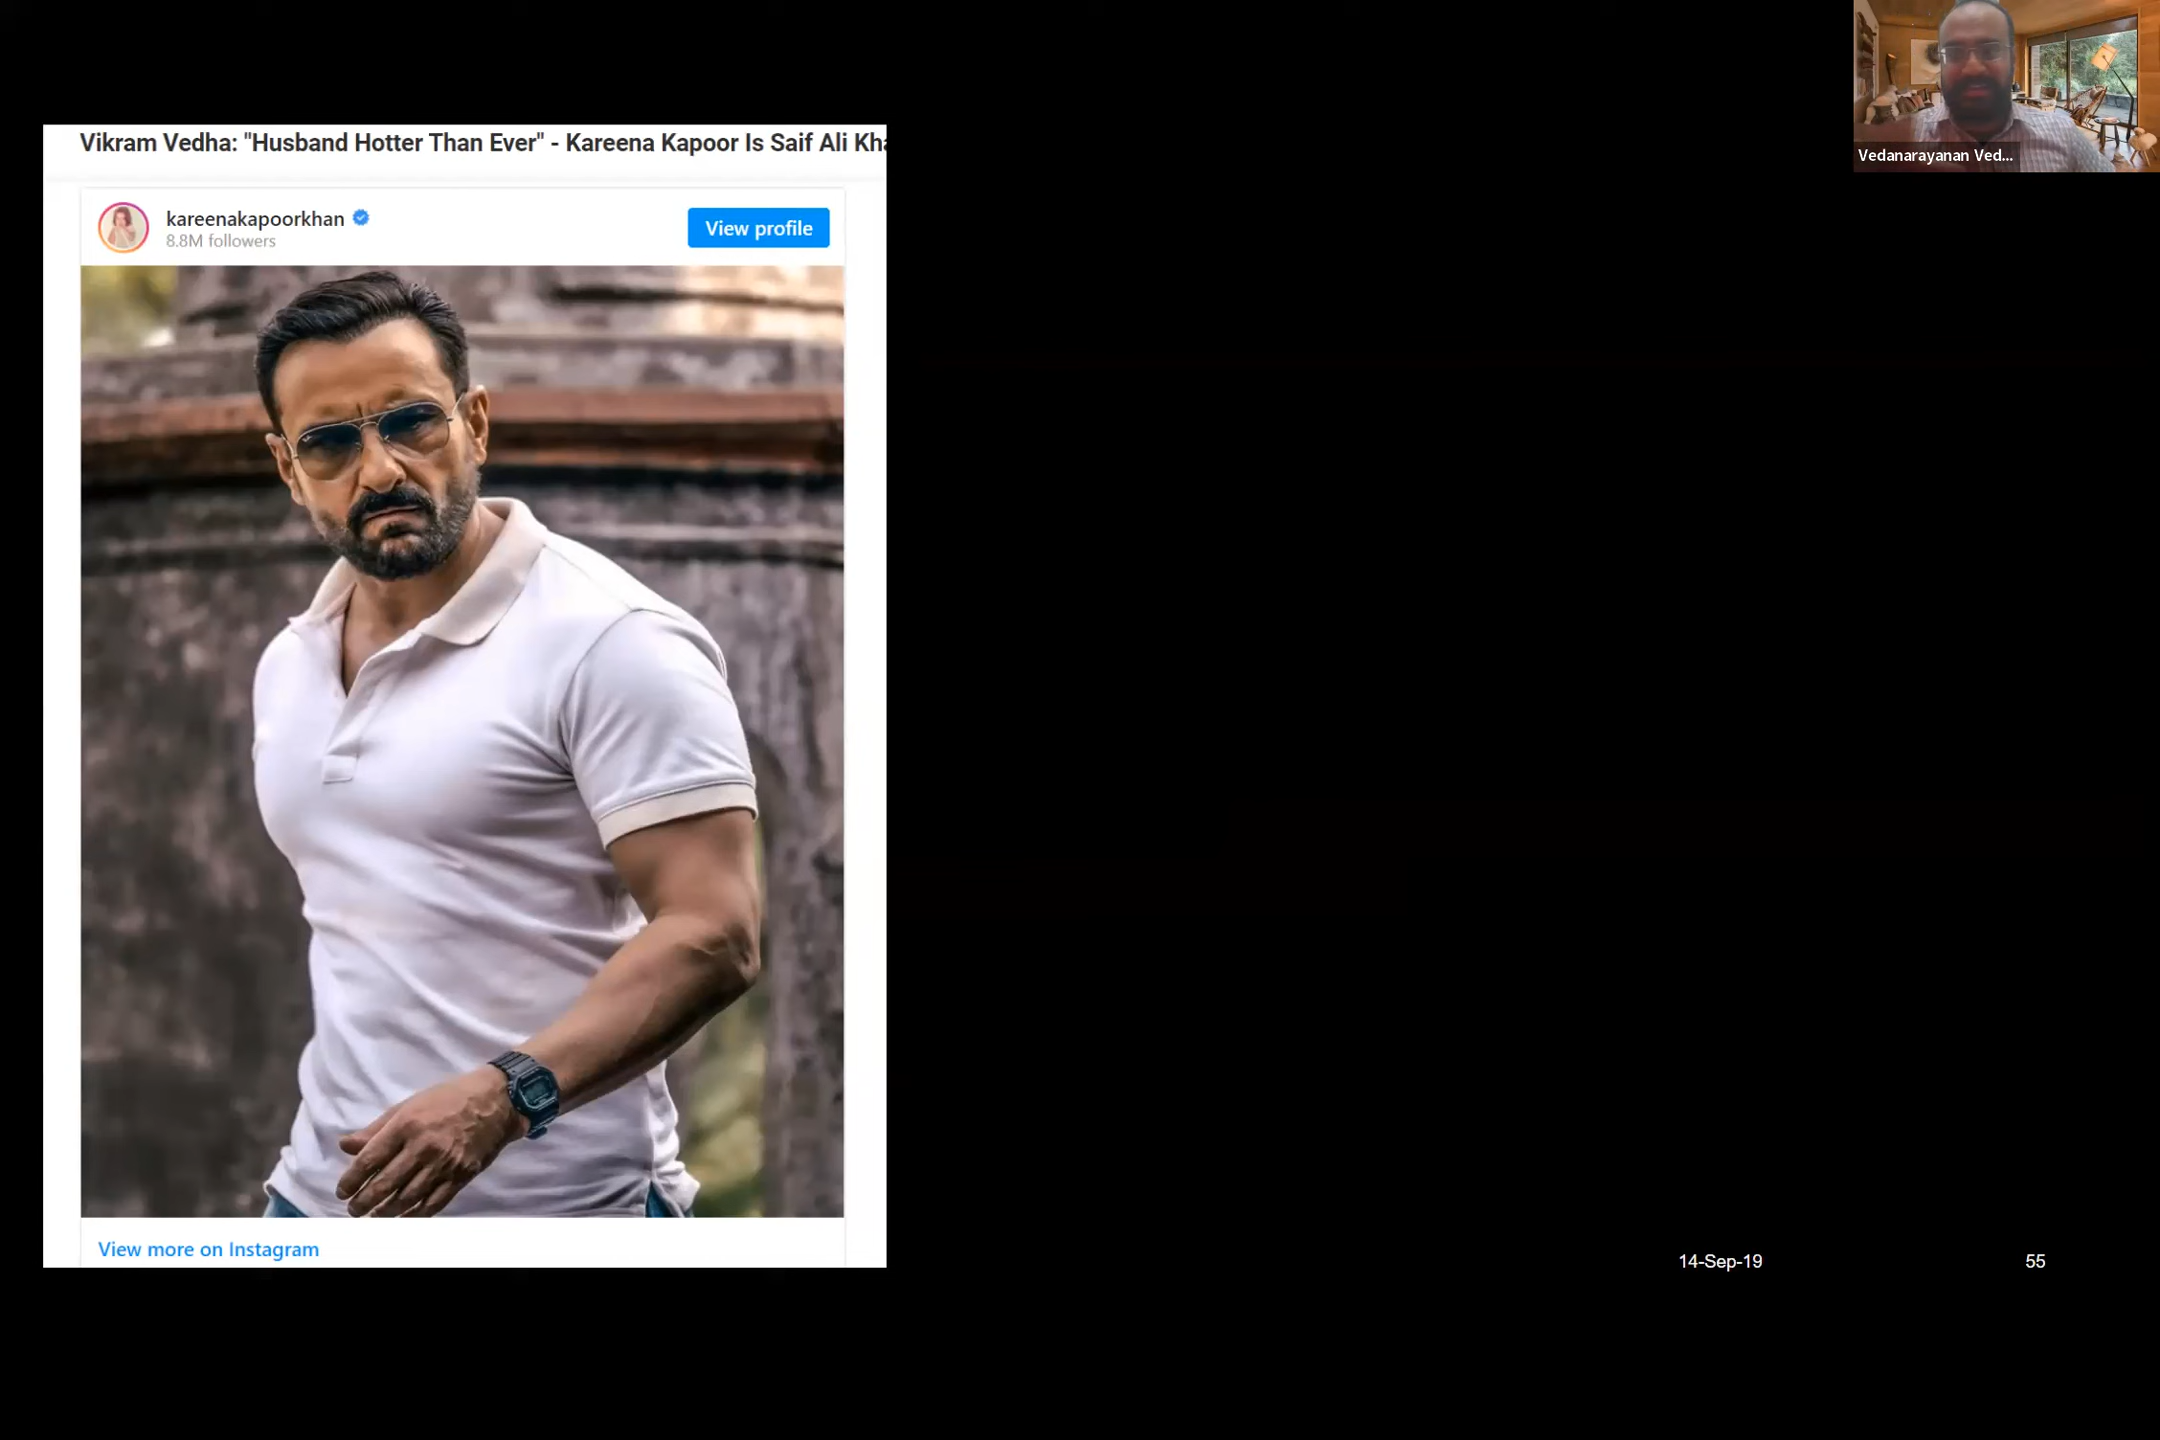 Vikram Vedha: "Husband Hotter Than Ever" - Kareena Kapoor Is Saif Ali Kha
kareenakapoorkhan
8.8M followers
View profile
View more on Instagram
Vedanarayanan Ved...
14-Sep-19
55